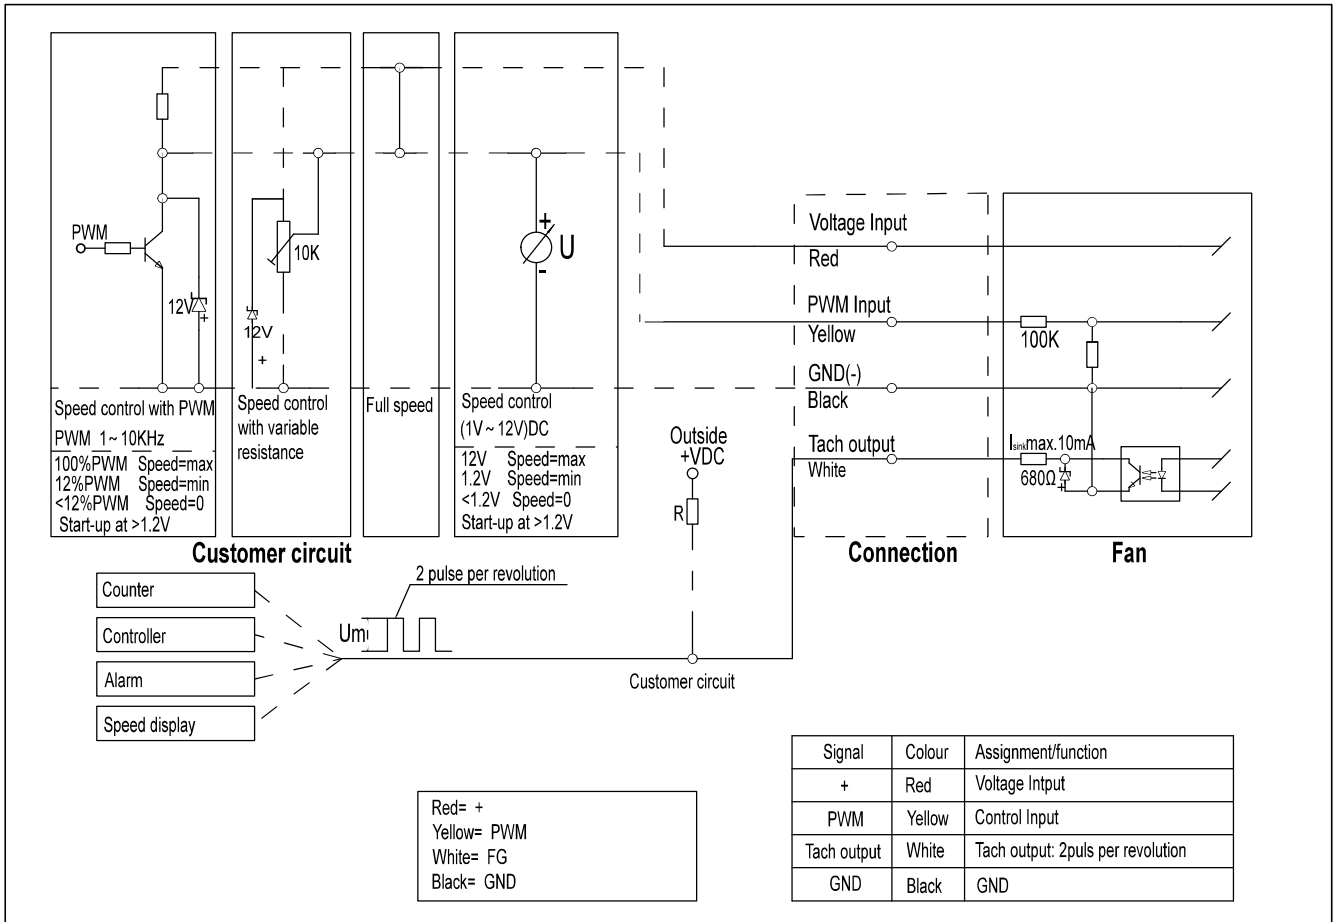 PWM
12V
+
Speed control with PWM
PWM 1~10KHz
100%PWM Speed=max
12%PWM Speed=min
<12%PWM Speed=0
Start-up at >1.2V
10K
12V
+
Speed control
with variable
resistance
Full speed
+
U
-
Speed control
(1V~12V)DC
12V Speed=max
1.2V Speed=min
<1.2V Speed=0
Start-up at >1.2V
Customer circuit
Voltage Input
Red
PWM Input
Yellow
GND(-)
Black
Tach output
White
Connection
100K
Isinkmax.10mA
680Ω
+
Fan
Outside
+VDC
R
Customer circuit
2 pulse per revolution
Counter
Controller
Alarm
Speed display
Red= +
Yellow= PWM
White= FG
Black= GND
Signal Colour Assignment/function
+ Red Voltage Intput
PWM Yellow Control Input
Tach output White Tach output: 2puls per revolution
GND Black GND